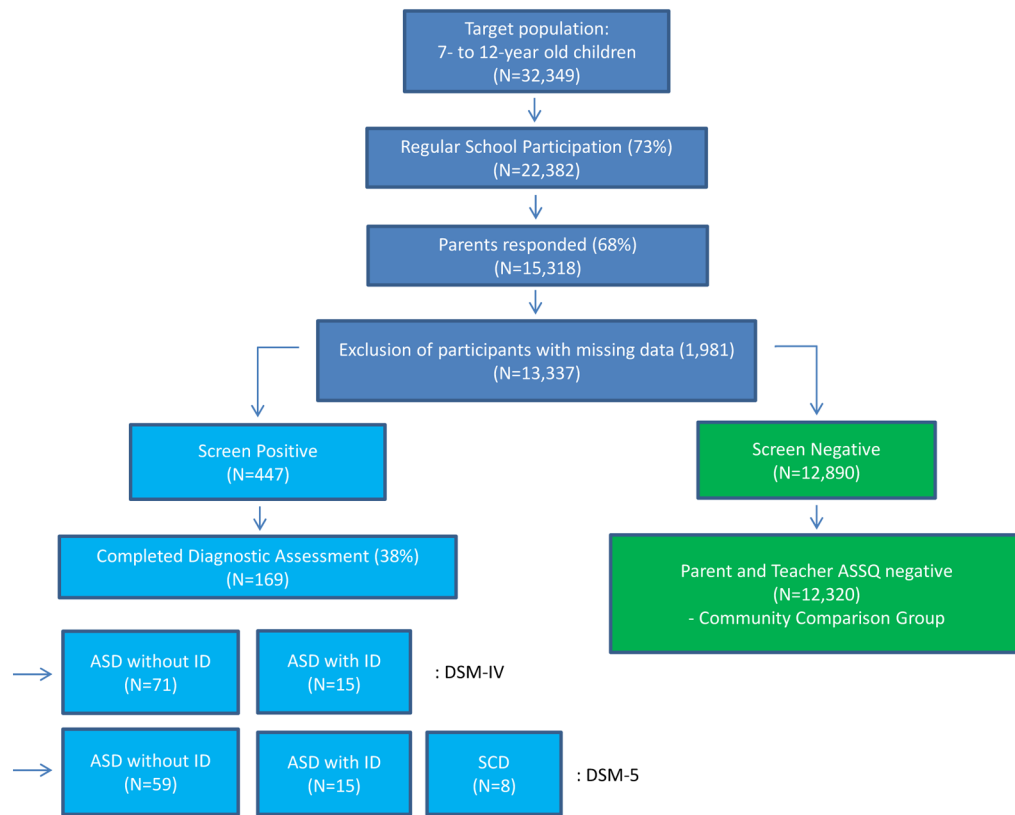 Target population:
7- to 12-year old children
(N=32,349)
Regular School Participation (73%)
(N=22,382)
Parents responded (68%)
(N=15,318)
Exclusion of participants with missing data (1,981)
(N=13,337)
Screen Positive
(N=447)
Screen Negative
(N=12,890)
Completed Diagnostic Assessment (38%)
(N=169)
Parent and Teacher ASSQ negative
(N=12,320)
- Community Comparison Group
ASD without ID
(N=71)
ASD with ID
(N=15)
: DSM-IV
ASD without ID
(N=59)
ASD with ID
(N=15)
SCD
(N=8)
: DSM-5